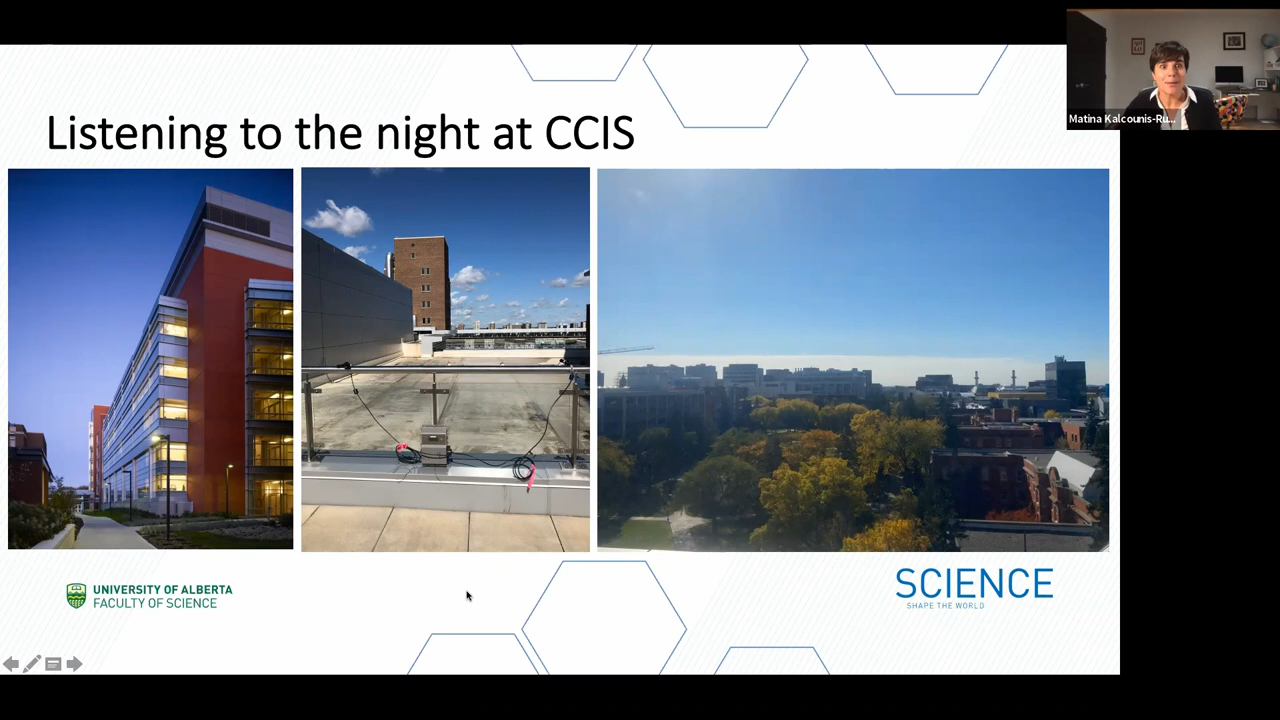 Listening to the night at CCIS
Matina Kalcounis-Ru...
UNIVERSITY OF ALBERTA
FACULTY OF SCIENCE
SCIENCE
SHAPE THE WORLD